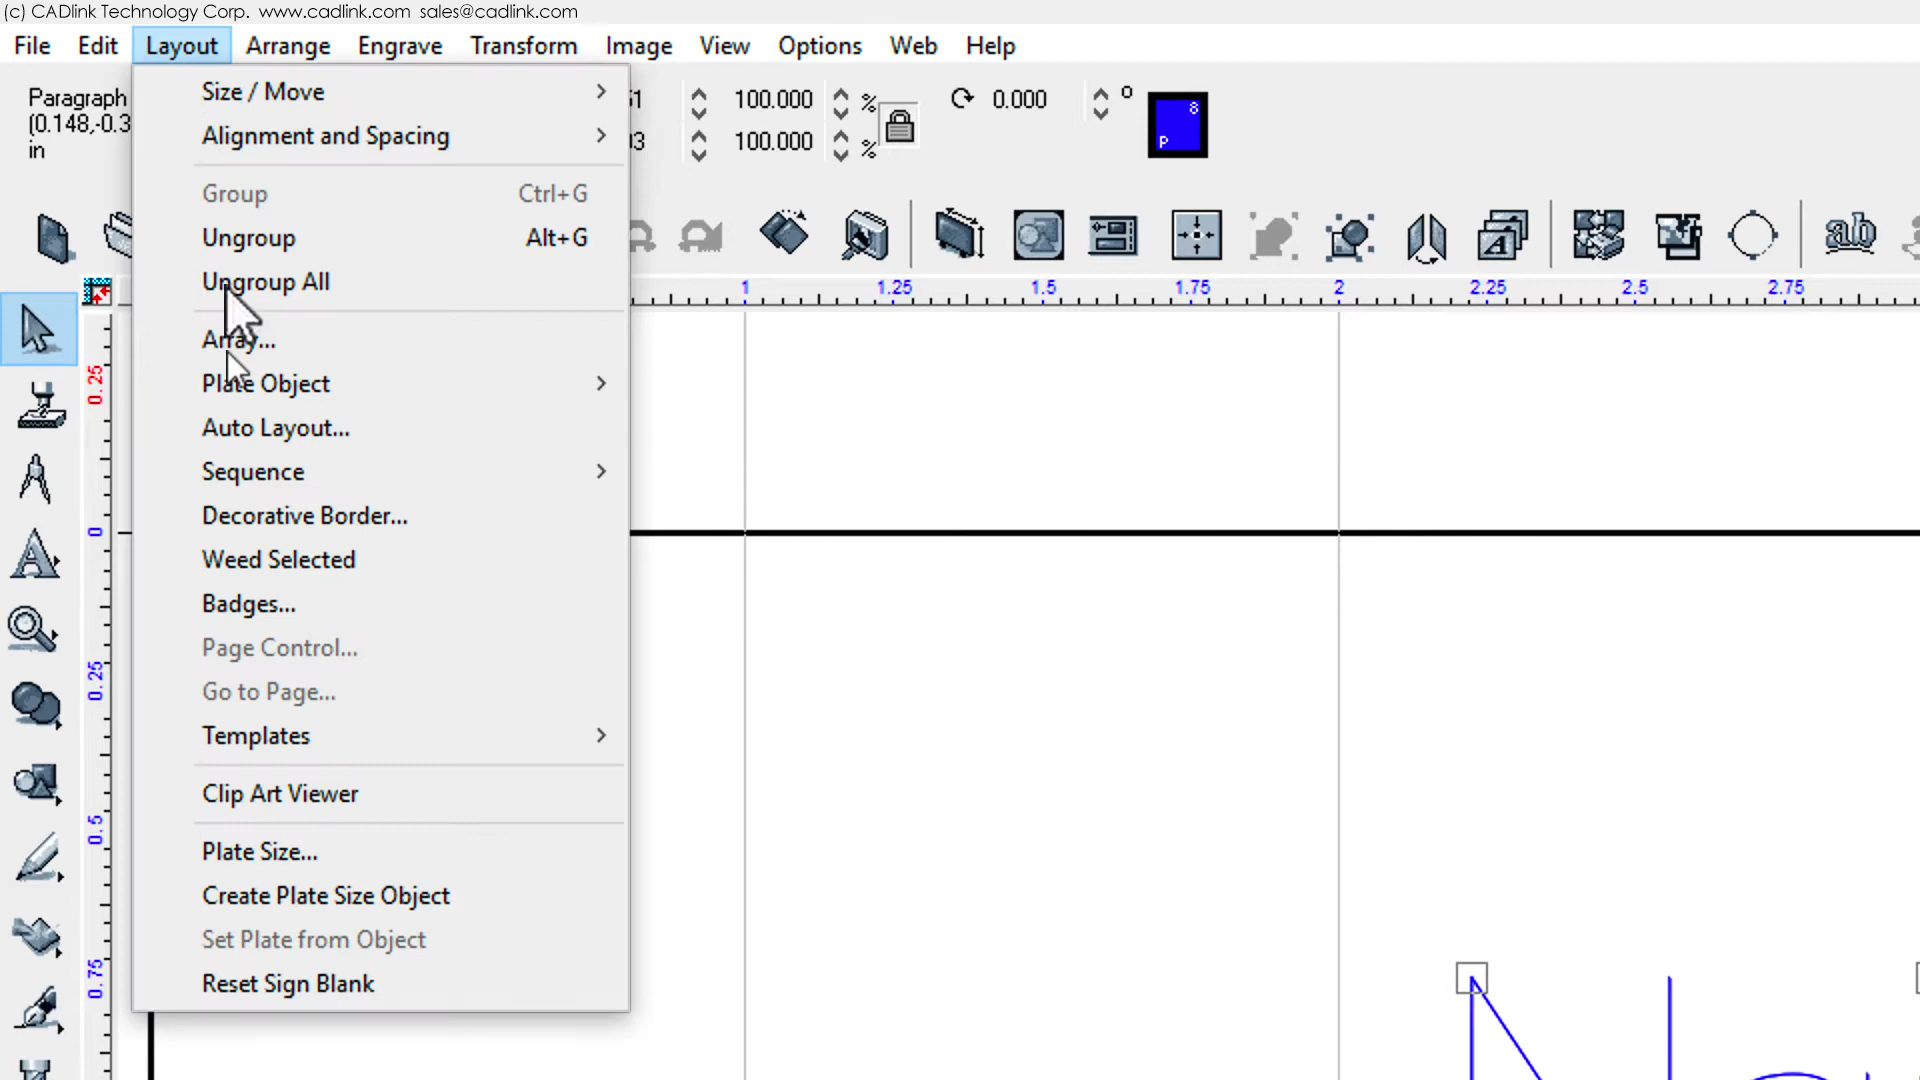 (c) CADlink Technology Corp. www.cadlink.com sales@cadlink.com
File Edit Layout Arrange Engrave Transform Image View Options Web Help
Paragraph
(0.148,-0.3
in
100.000 %
100.000 %
0.000 °
8
P
Size / Move
Alignment and Spacing
Group Ctrl+G
Ungroup Alt+G
Ungroup All
Array...
Plate Object
Auto Layout...
Sequence
Decorative Border...
Weed Selected
Badges...
Page Control...
Go to Page...
Templates
Clip Art Viewer
Plate Size...
Create Plate Size Object
Set Plate from Object
Reset Sign Blank
A
ab
1 1.25 1.5 1.75 2 2.25 2.5 2.75
0.25
0
0.25
0.5
0.75
A